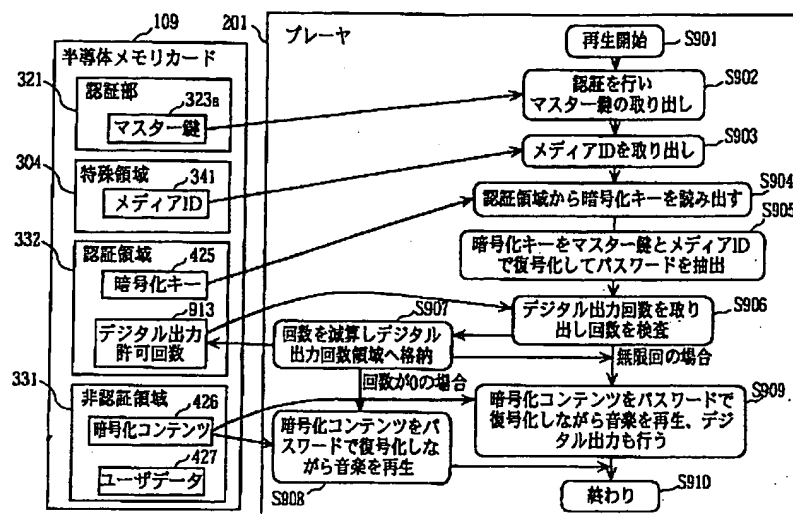 109
半導体メモリカード
321
認証部
323B
マスター鍵
304
特殊領域
341
メディアID
332
認証領域
425
暗号化キー
913
デジタル出力
許可回数
331
非認証領域
426
暗号化コンテンツ
427
ユーザデータ
201
プレーヤ
再生開始
S901
認証を行い
マスター鍵の取り出し
S902
メディアIDを取り出し
S903
認証領域から暗号化キーを読み出す
S904
暗号化キーをマスター鍵とメディアID
で復号化してパスワードを抽出
S905
デジタル出力回数を取り
出し回数を検査
S906
回数を減算しデジタル
出力回数領域へ格納
S907
無限回の場合
回数が0の場合
暗号化コンテンツをパ
スワードで復号化しな
がら音楽を再生
S908
暗号化コンテンツをパスワードで
復号化しながら音楽を再生、デジ
タル出力も行う
S909
終わり
S910